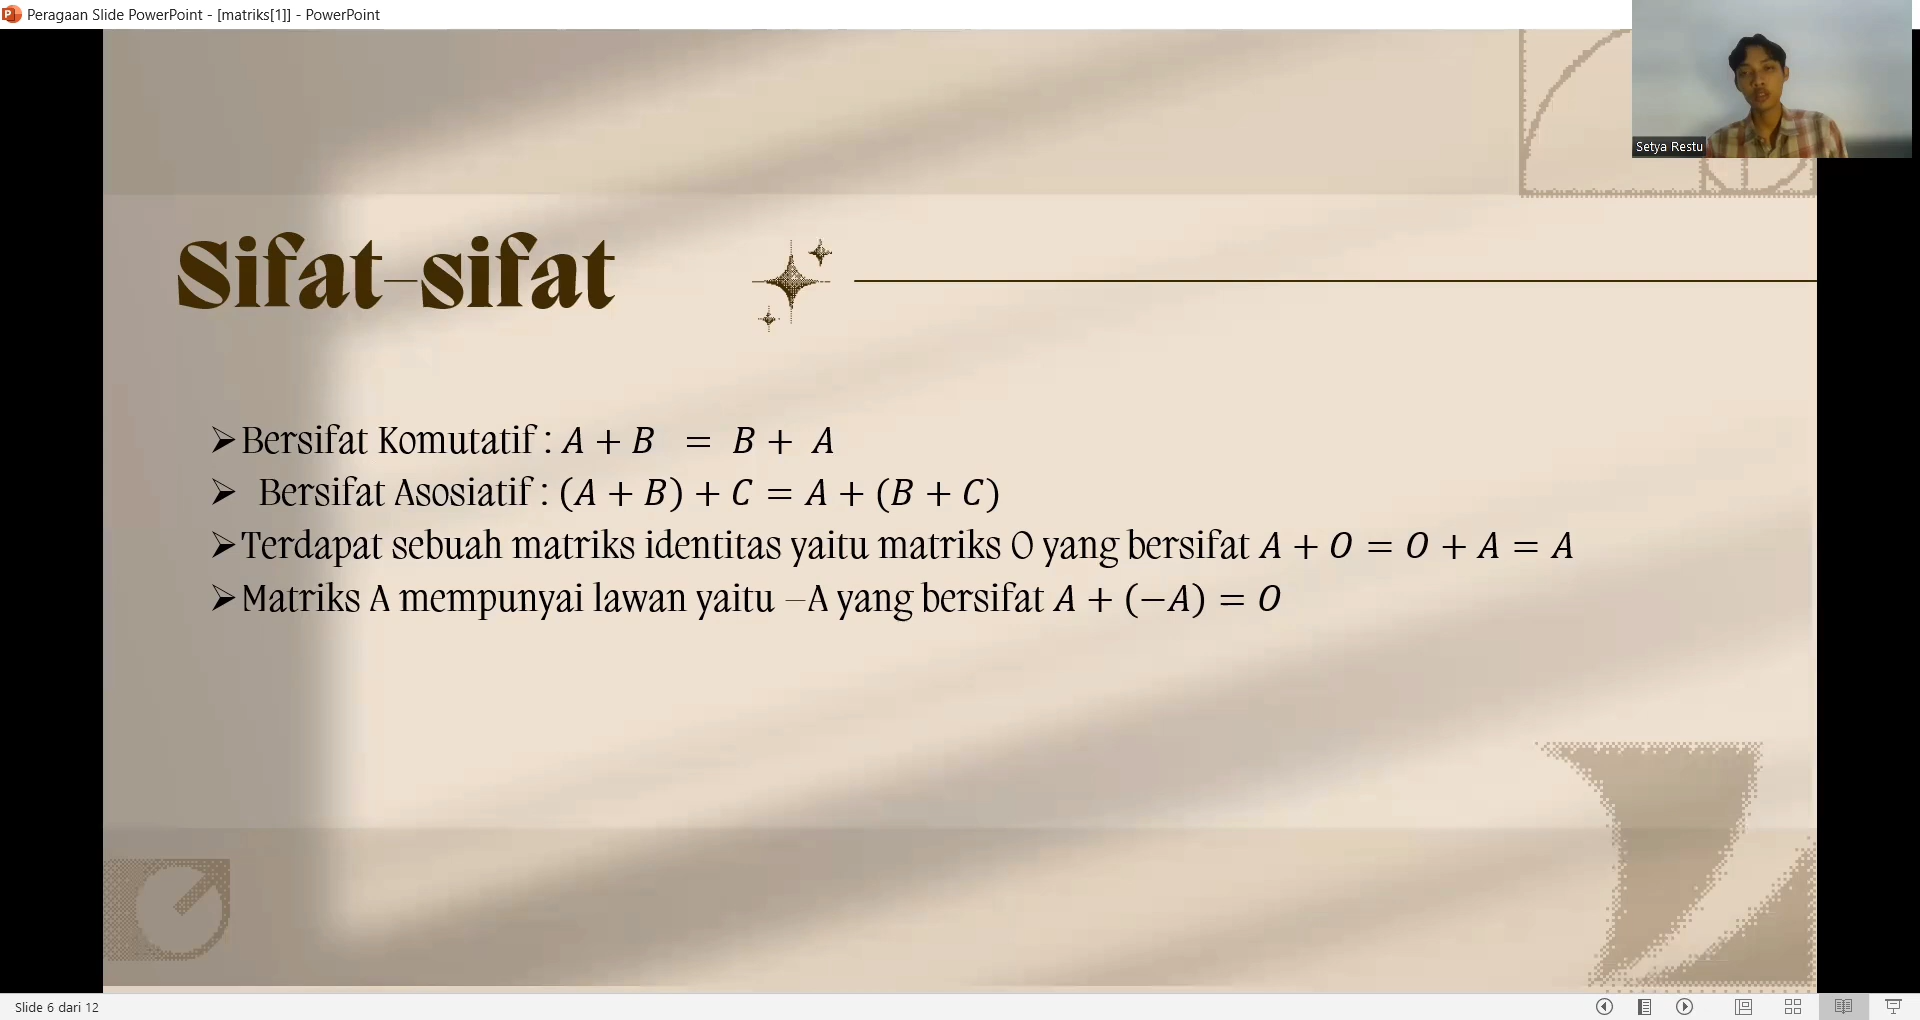 Peragaan Slide PowerPoint - [matriks[1]] - PowerPoint
Setya Restu
Sifat-sifat
➢Bersifat Komutatif : A + B = B + A
➢ Bersifat Asosiatif : (A + B) + C = A + (B + C)
➢Terdapat sebuah matriks identitas yaitu matriks O yang bersifat A + O = O + A = A
➢Matriks A mempunyai lawan yaitu –A yang bersifat A + (−A) = O
Slide 6 dari 12